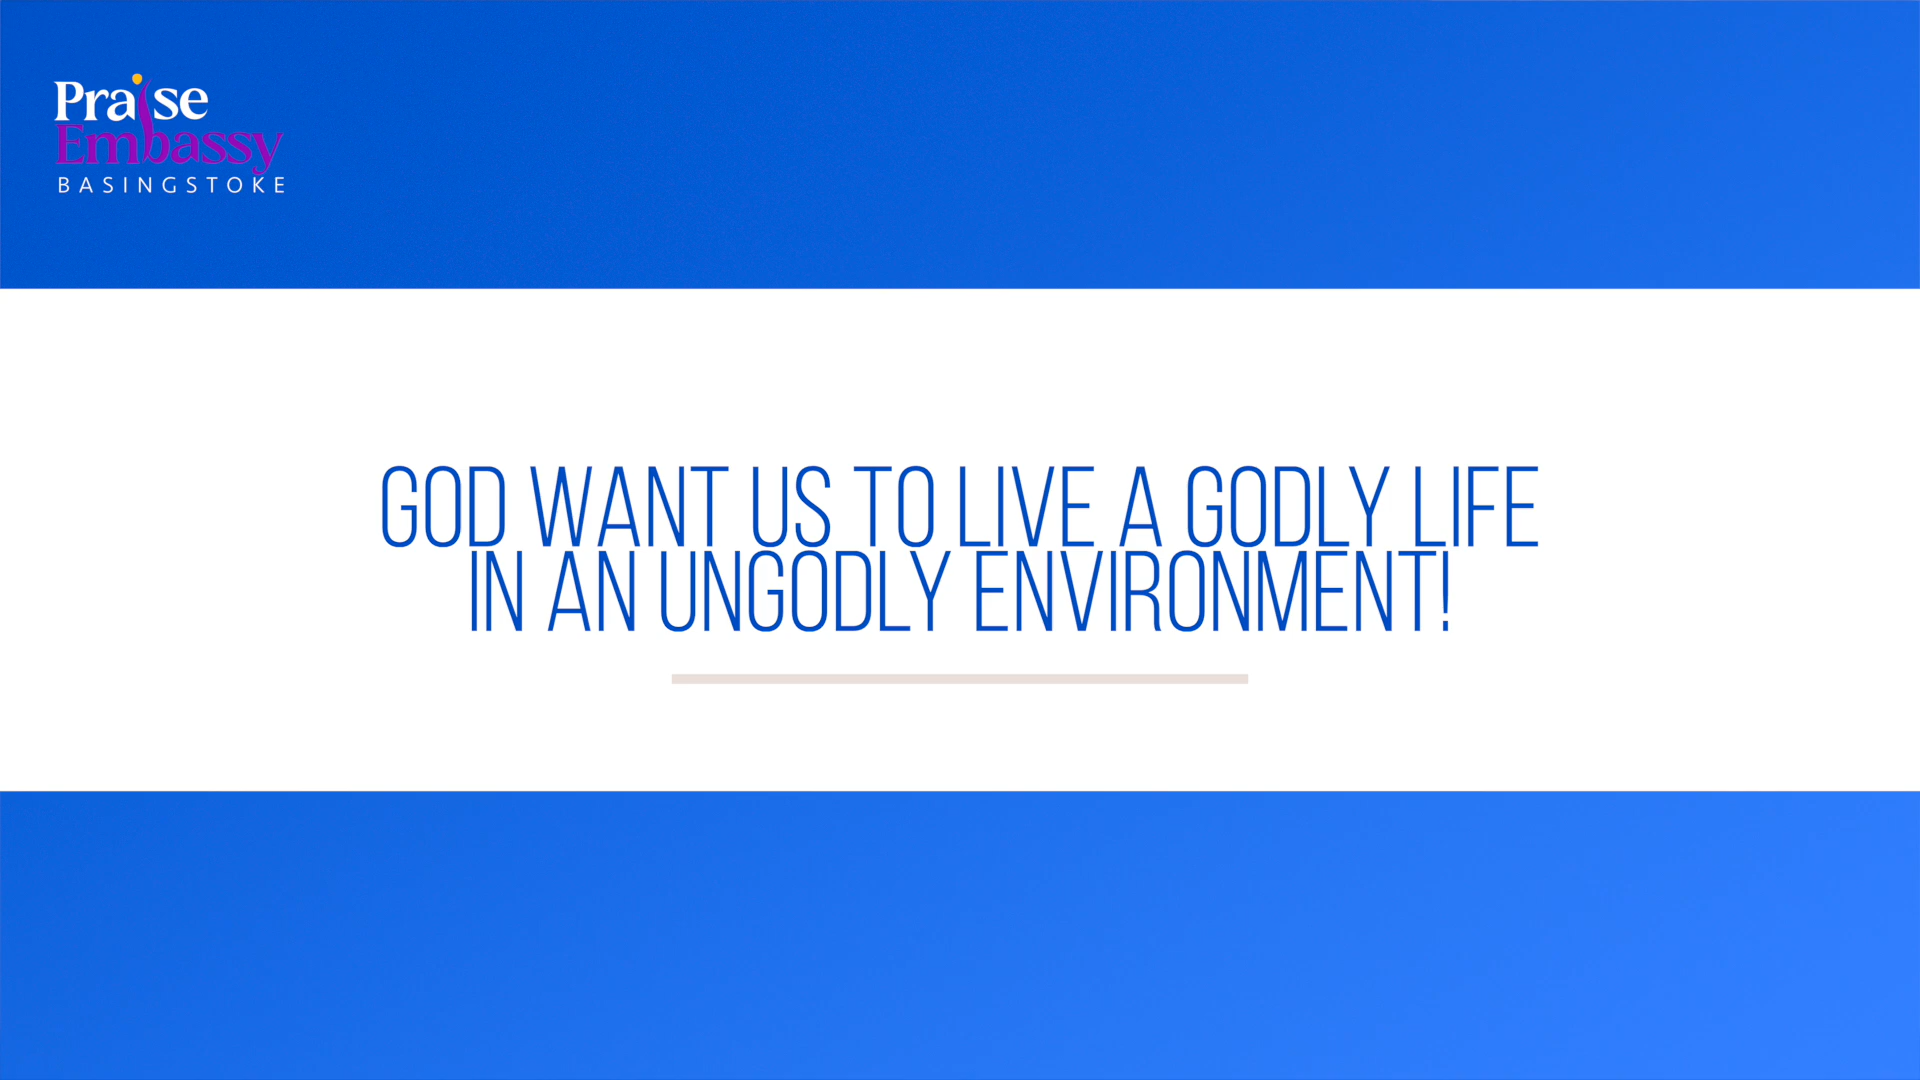 Praise
Embassy
BASINGSTOKE
GOD WANT US TO LIVE A GODLY LIFE
IN AN UNGODLY ENVIRONMENT!